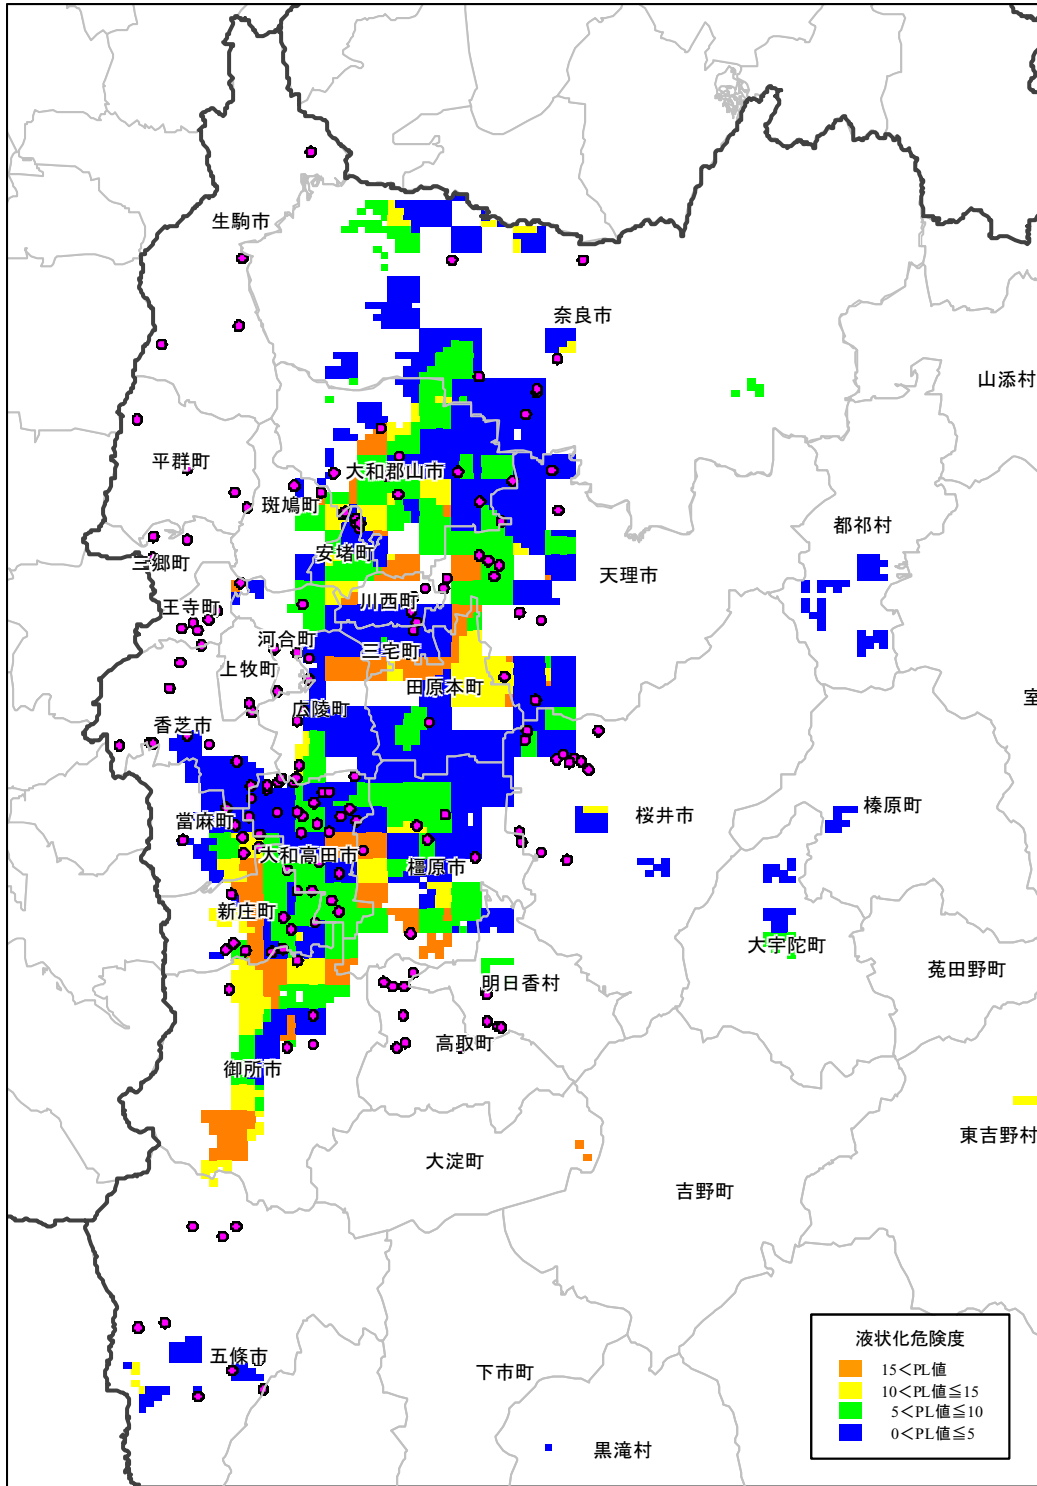 生駒市
奈良市
山添村
平群町
大和郡山市
斑鳩町
都祁村
安堵町
三郷町
天理市
川西町
王寺町
河合町
三宅町
上牧町
田原本町
室
広陵町
香芝市
榛原町
桜井市
當麻町
大和高田市
橿原市
新庄町
大宇陀町
菟田野町
明日香村
高取町
御所市
東吉野村
大淀町
吉野町
五條市
下市町
黒滝村
液状化危険度
15<PL値
10<PL値≦15
5<PL値≦10
0<PL値≦5